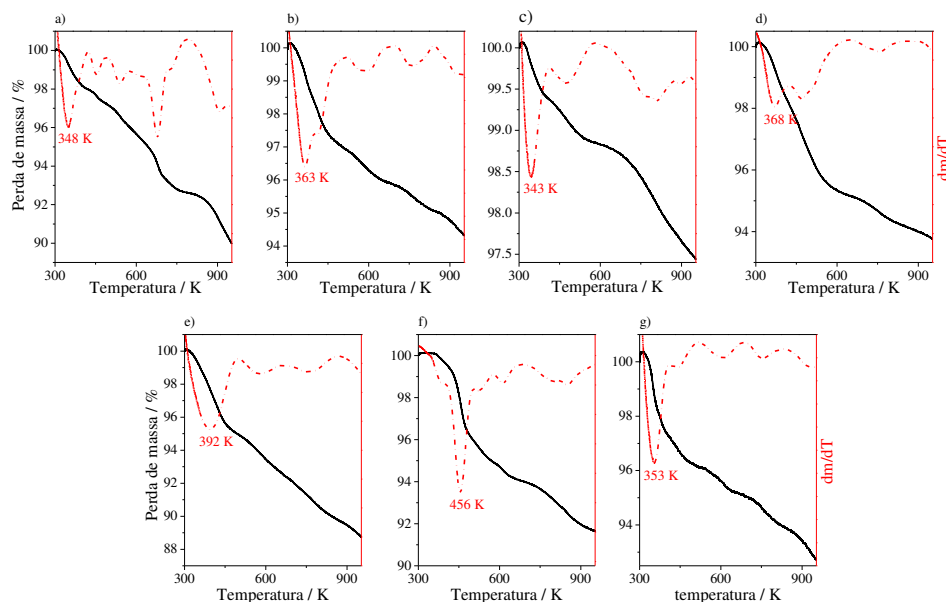 a)
b)
c)
d)
Perda de massa / %
100
98
96
94
92
90
348 K
300
600
900
Temperatura / K
100
99
98
97
96
95
94
93
363 K
300
600
900
Temperatura / K
100.0
99.5
99.0
98.5
98.0
97.5
343 K
300
600
900
Temperatura / K
100
98
96
94
368 K
300
600
900
Temperatura / K
dm/dT
e)
f)
g)
Perda de massa / %
100
98
96
94
92
90
88
392 K
300
600
900
Temperatura / K
100
98
96
94
92
90
456 K
300
600
900
Temperatura / K
100
98
96
94
353 K
300
600
900
temperatura / K
dm/dT